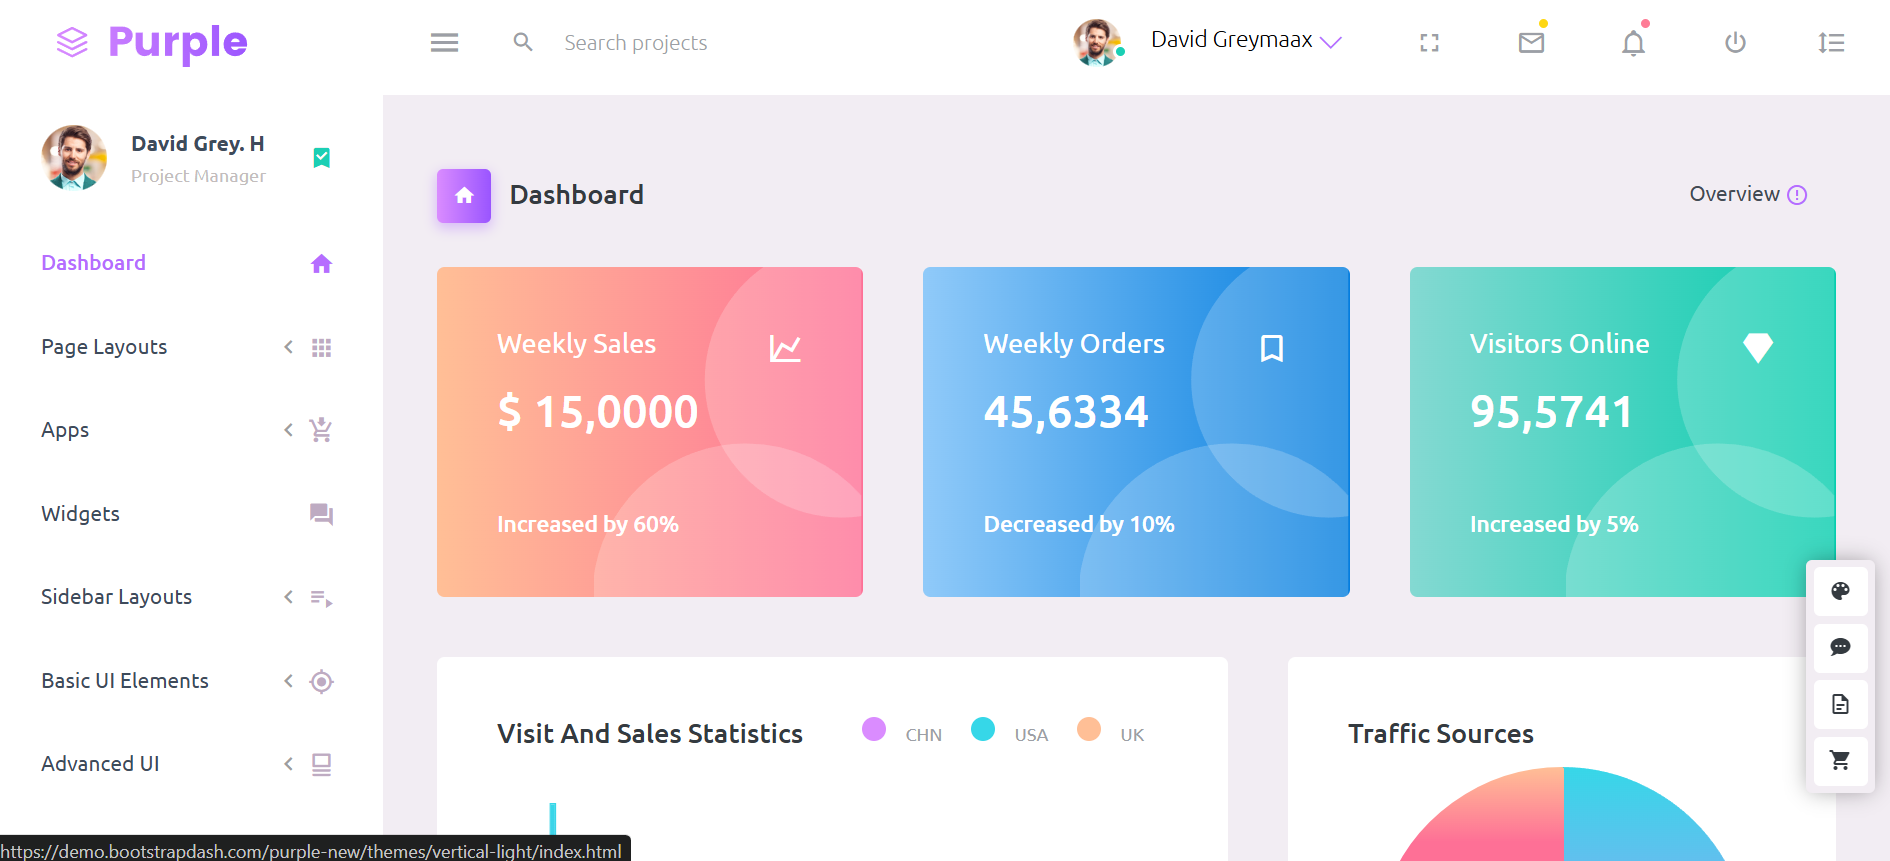 Purple
Search projects
David Greymaax
David Grey. H
Project Manager
Dashboard
Page Layouts
Apps
Widgets
Sidebar Layouts
Basic UI Elements
Advanced UI
Dashboard
Overview
Weekly Sales
$ 15,0000
Increased by 60%
Weekly Orders
45,6334
Decreased by 10%
Visitors Online
95,5741
Increased by 5%
Visit And Sales Statistics
CHN
USA
UK
Traffic Sources
https://demo.bootstrapdash.com/purple-new/themes/vertical-light/index.html